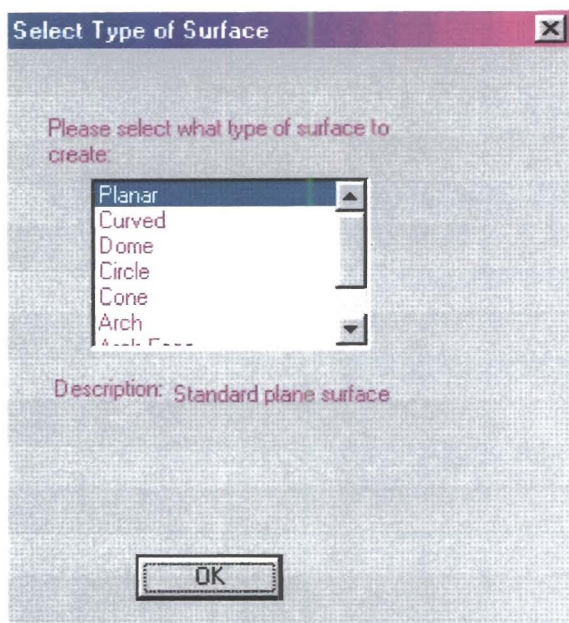 Select Type of Surface
Please select what type of surface to
create:
Planar
Curved
Dome
Circle
Cone
Arch
Description: Standard plane surface
OK